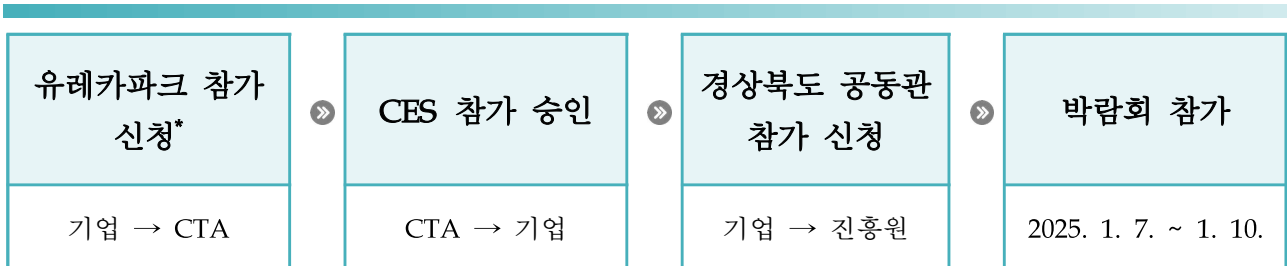 유레카파크 참가
신청*
기업 → CTA
CES 참가 승인
CTA → 기업
경상북도 공동관
참가 신청
기업 → 진흥원
박람회 참가
2025. 1. 7. ~ 1. 10.